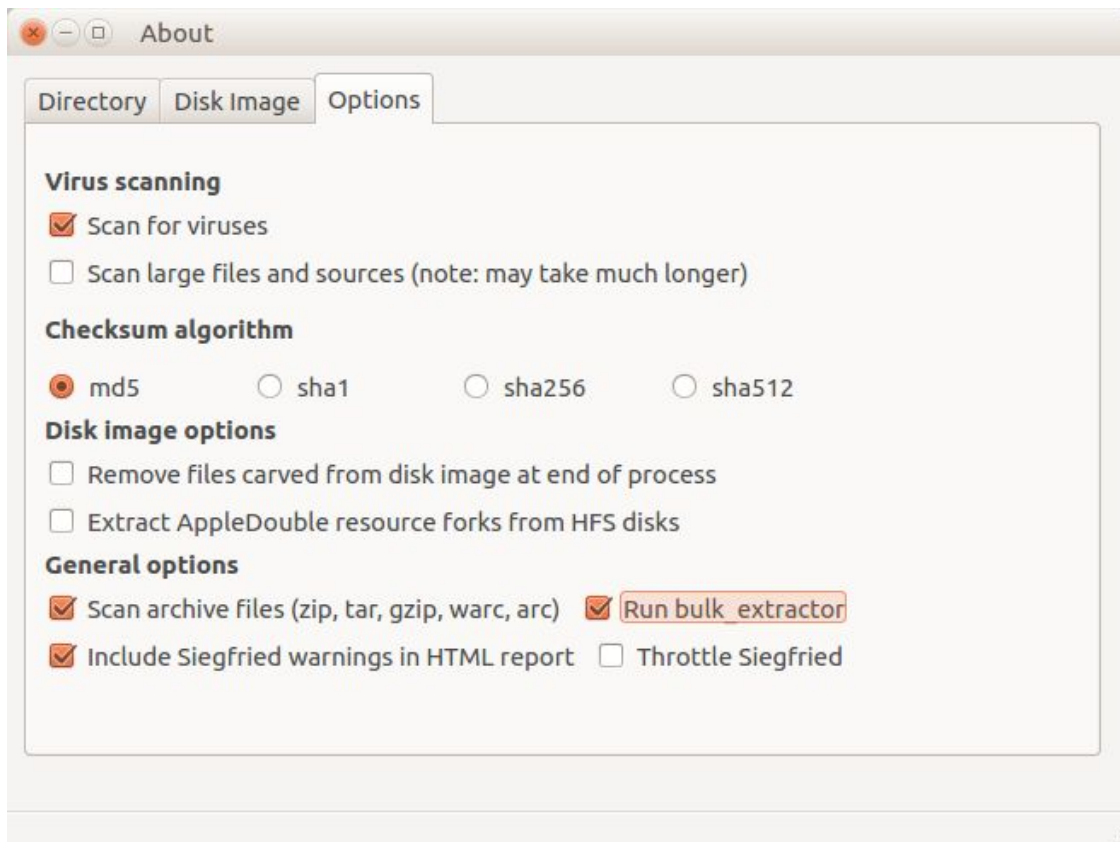 About
Directory Disk Image Options
Virus scanning
Scan for viruses
Scan large files and sources (note: may take much longer)
Checksum algorithm
md5 sha1 sha256 sha512
Disk image options
Remove files carved from disk image at end of process
Extract AppleDouble resource forks from HFS disks
General options
Scan archive files (zip, tar, gzip, warc, arc) Run bulk_extractor
Include Siegfried warnings in HTML report Throttle Siegfried